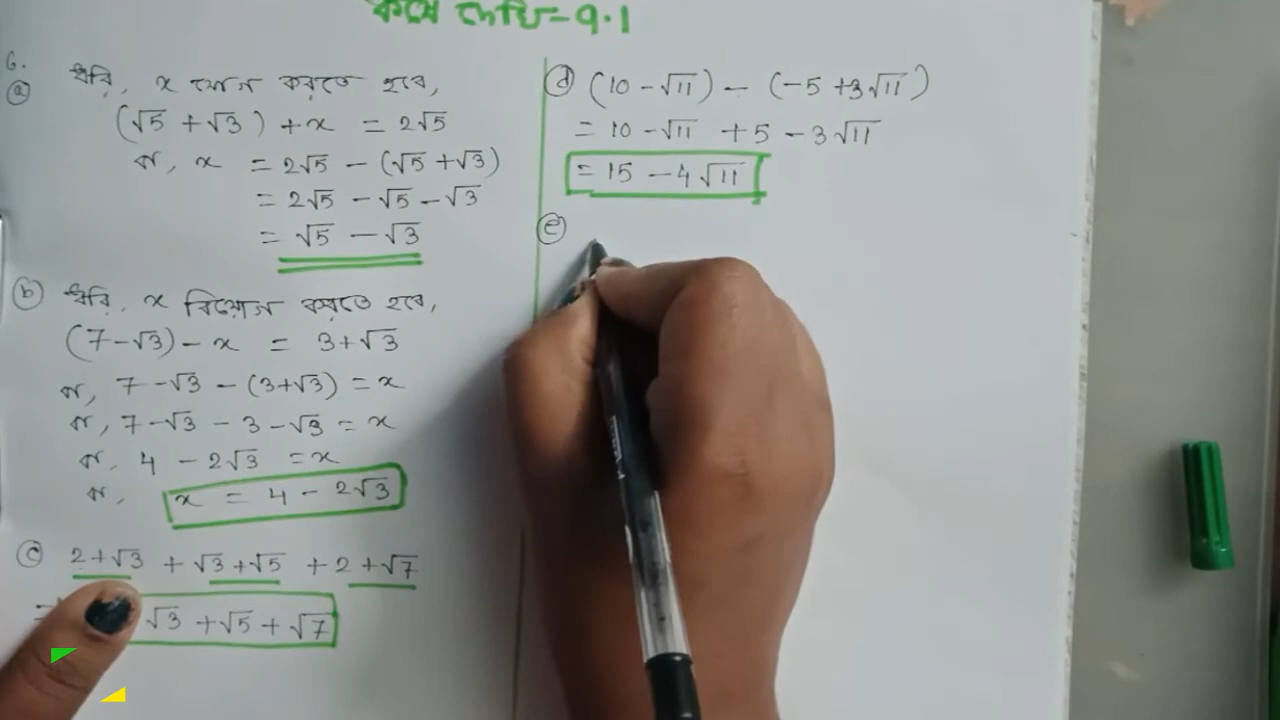 কষে দেখি-9.1
6.
ⓐ ধরি, x যোগ করতে হবে,
(√5 + √3) + x = 2√5
বা, x = 2√5 - (√5 + √3)
= 2√5 - √5 - √3
= √5 - √3
ⓑ ধরি, x বিয়োগ করতে হবে,
(7-√3) - x = 3+√3
বা, 7-√3 - (3+√3) = x
বা, 7-√3 - 3 - √3 = x
বা, 4 - 2√3 = x
বা, x = 4 - 2√3
ⓒ 2+√3 + √3+√5 + 2+√7
√3 + √5 + √7
ⓓ (10 - √11) - (-5 + 3√11)
= 10 - √11 + 5 - 3√11
= 15 - 4√11
ⓔ